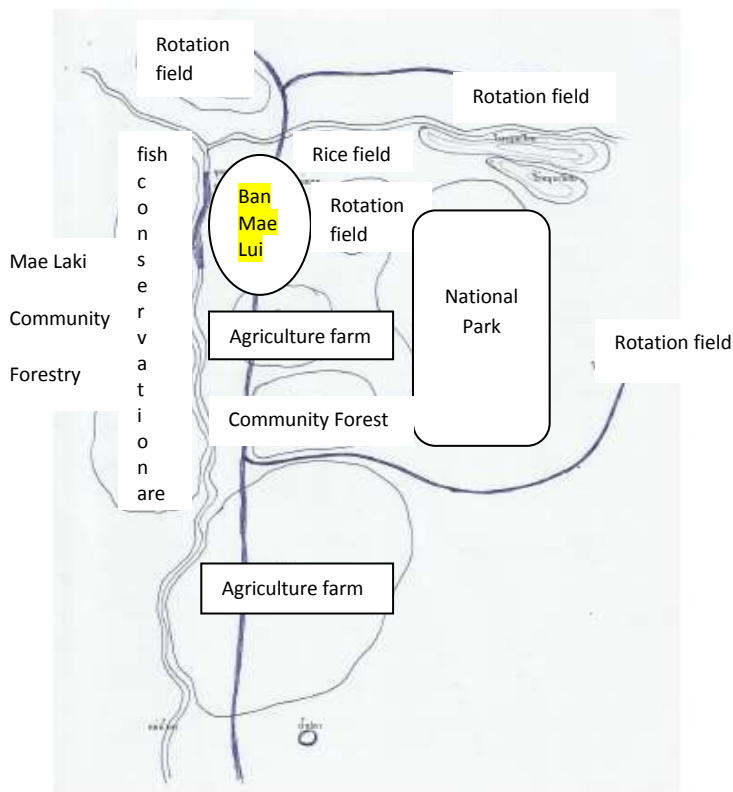 Rotation
field
Rotation field
fish
c
o
n
s
e
r
v
a
t
i
o
n
are
Rice field
Ban
Mae
Lui
Rotation
field
Mae Laki
Community
Forestry
National
Park
Agriculture farm
Rotation field
Community Forest
Agriculture farm